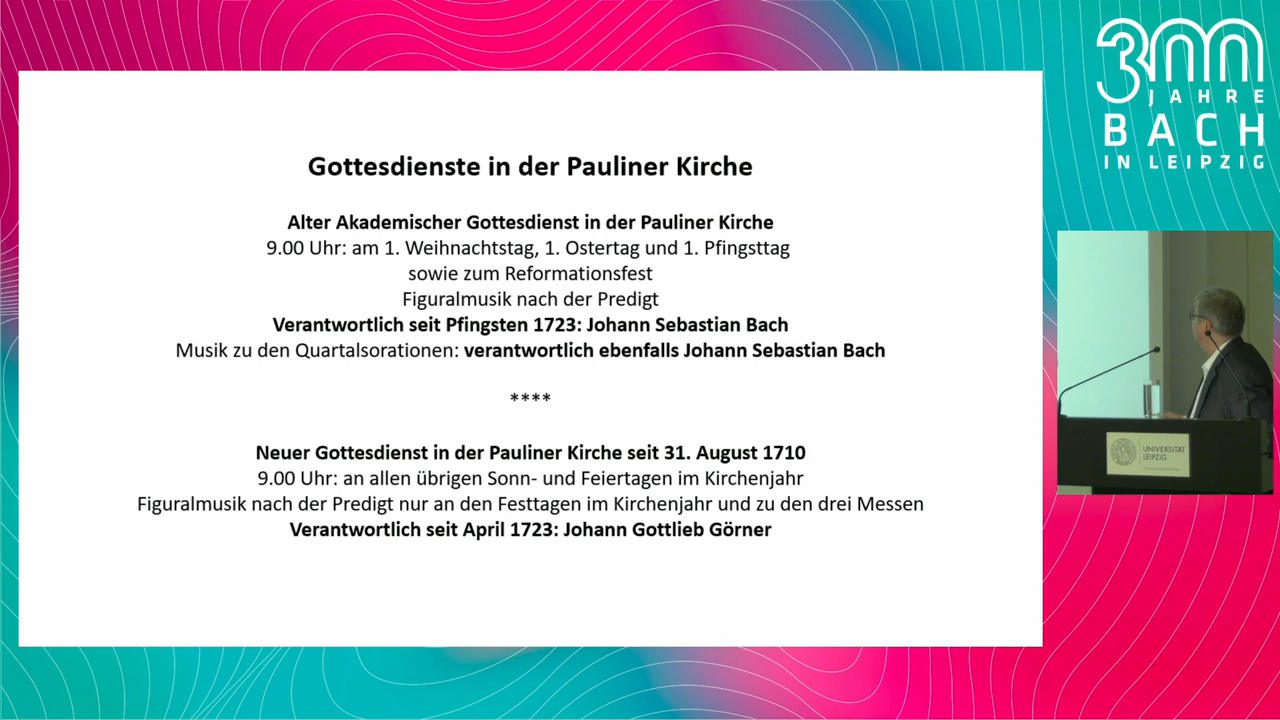 Gottesdienste in der Pauliner Kirche
Alter Akademischer Gottesdienst in der Pauliner Kirche
9.00 Uhr: am 1. Weihnachtstag, 1. Ostertag und 1. Pfingsttag
sowie zum Reformationsfest
Figuralmusik nach der Predigt
Verantwortlich seit Pfingsten 1723: Johann Sebastian Bach
Musik zu den Quartalsorationen: verantwortlich ebenfalls Johann Sebastian Bach
****
Neuer Gottesdienst in der Pauliner Kirche seit 31. August 1710
9.00 Uhr: an allen übrigen Sonn- und Feiertagen im Kirchenjahr
Figuralmusik nach der Predigt nur an den Festtagen im Kirchenjahr und zu den drei Messen
Verantwortlich seit April 1723: Johann Gottlieb Görner
300
JAHRE
BACH
IN LEIPZIG
UNIVERSITÄT
LEIPZIG